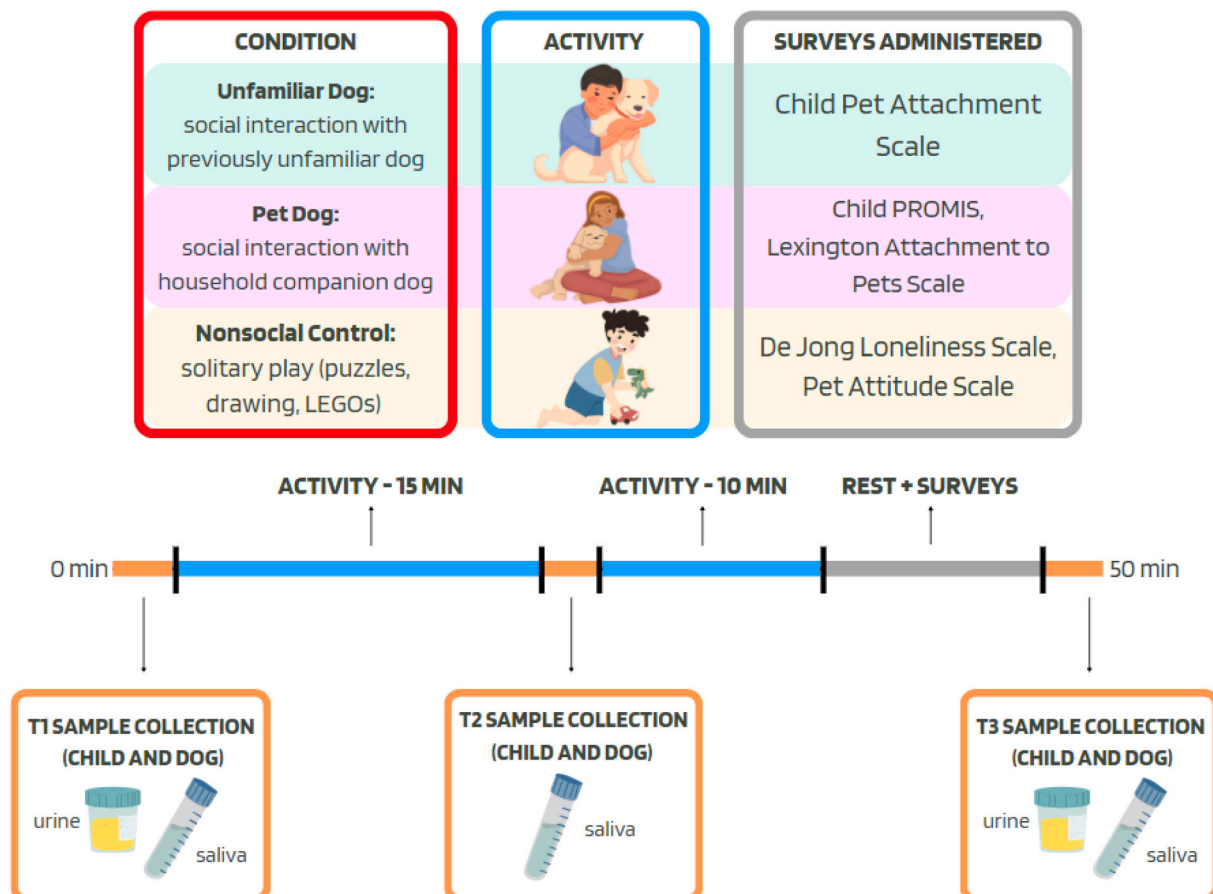 CONDITION
ACTIVITY
SURVEYS ADMINISTERED
Unfamiliar Dog:
social interaction with
previously unfamiliar dog
Child Pet Attachment
Scale
Pet Dog:
social interaction with
household companion dog
Child PROMIS,
Lexington Attachment to
Pets Scale
Nonsocial Control:
solitary play (puzzles,
drawing, LEGOs)
De Jong Loneliness Scale,
Pet Attitude Scale
ACTIVITY - 15 MIN
ACTIVITY - 10 MIN
REST + SURVEYS
0 min
50 min
T1 SAMPLE COLLECTION
(CHILD AND DOG)
urine
saliva
T2 SAMPLE COLLECTION
(CHILD AND DOG)
saliva
T3 SAMPLE COLLECTION
(CHILD AND DOG)
urine
saliva